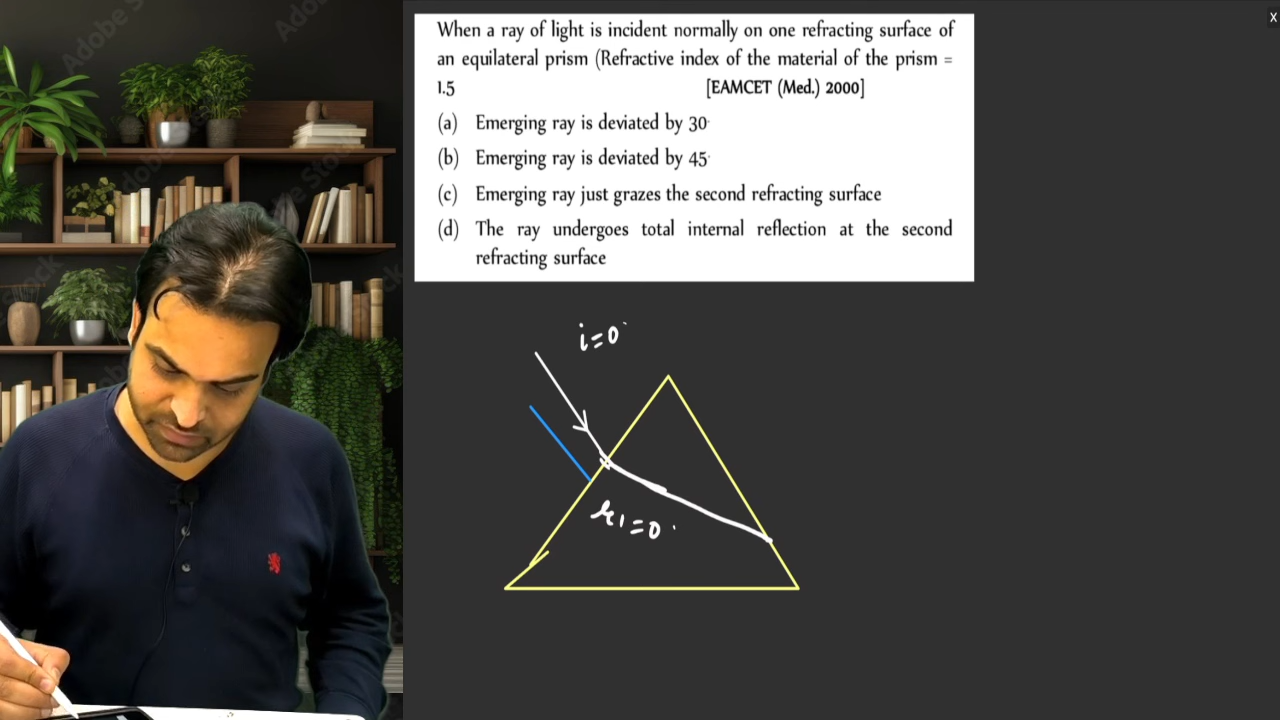 When a ray of light is incident normally on one refracting surface of
an equilateral prism (Refractive index of the material of the prism =
1.5 [EAMCET (Med.) 2000]
(a) Emerging ray is deviated by 30°
(b) Emerging ray is deviated by 45°
(c) Emerging ray just grazes the second refracting surface
(d) The ray undergoes total internal reflection at the second
refracting surface
i=0°
r1=0°
X
Adobe Stock